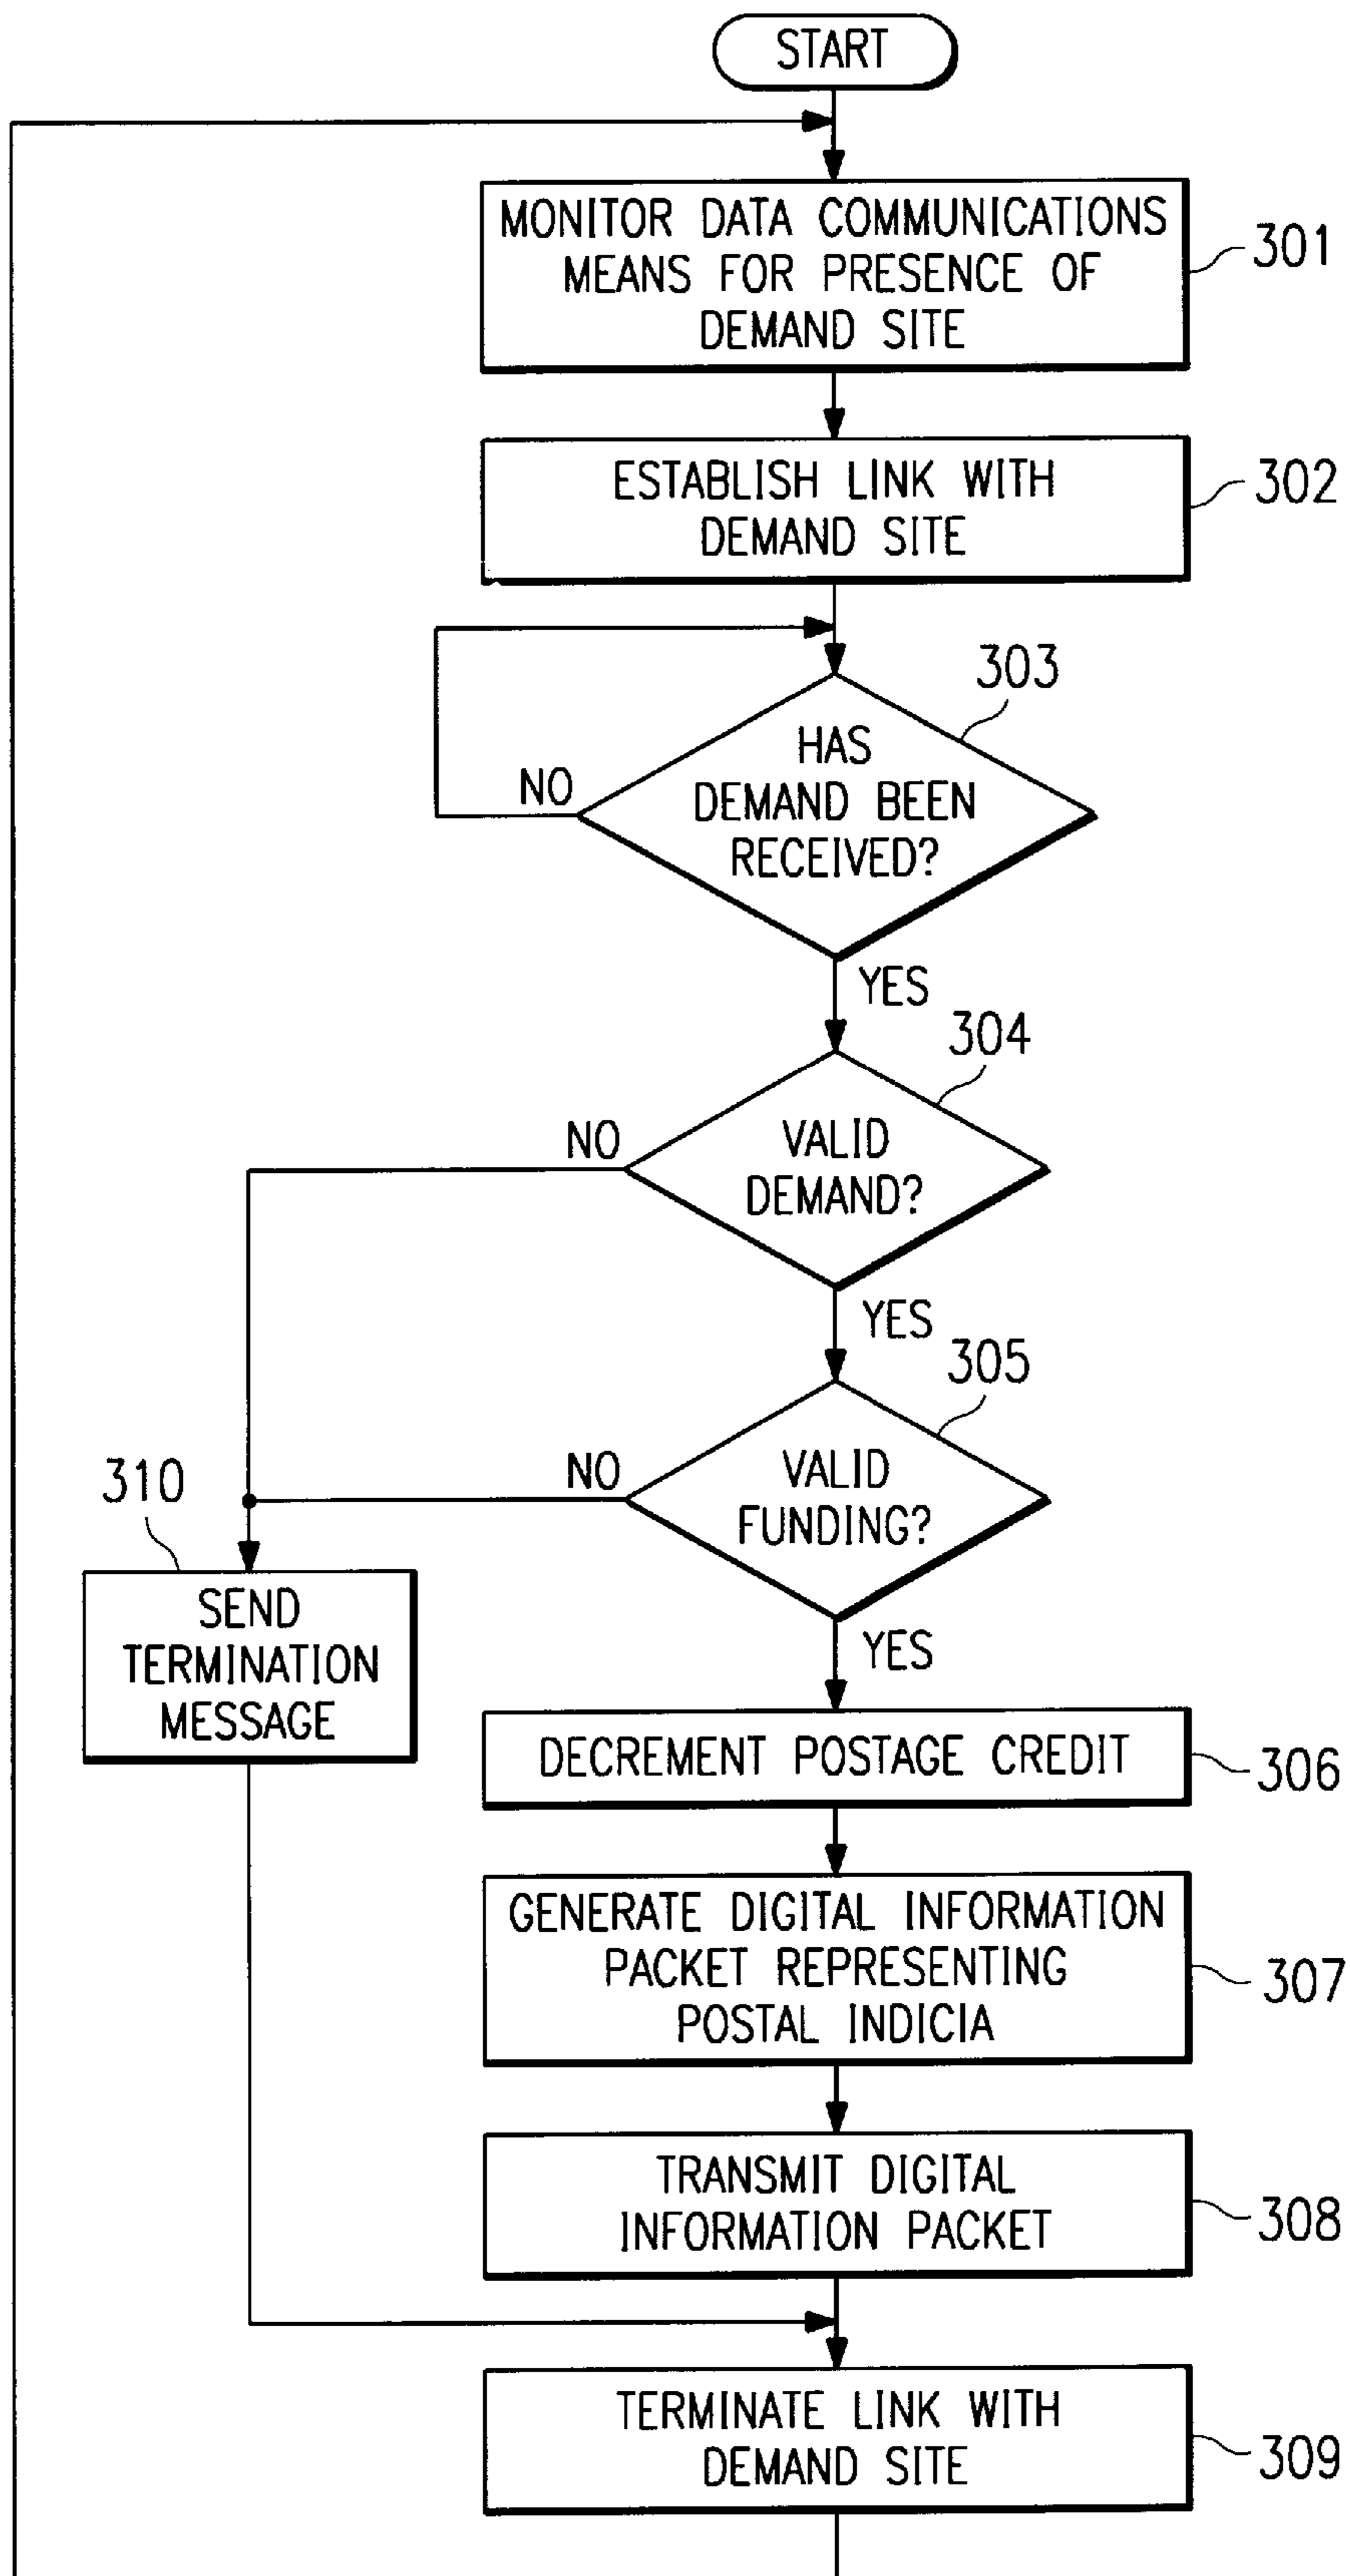 START
MONITOR DATA COMMUNICATIONS
MEANS FOR PRESENCE OF
DEMAND SITE
301
ESTABLISH LINK WITH
DEMAND SITE
302
303
HAS
DEMAND BEEN
RECEIVED?
NO
YES
304
VALID
DEMAND?
NO
YES
305
VALID
FUNDING?
NO
YES
310
SEND
TERMINATION
MESSAGE
DECREMENT POSTAGE CREDIT
306
GENERATE DIGITAL INFORMATION
PACKET REPRESENTING
POSTAL INDICIA
307
TRANSMIT DIGITAL
INFORMATION PACKET
308
TERMINATE LINK WITH
DEMAND SITE
309